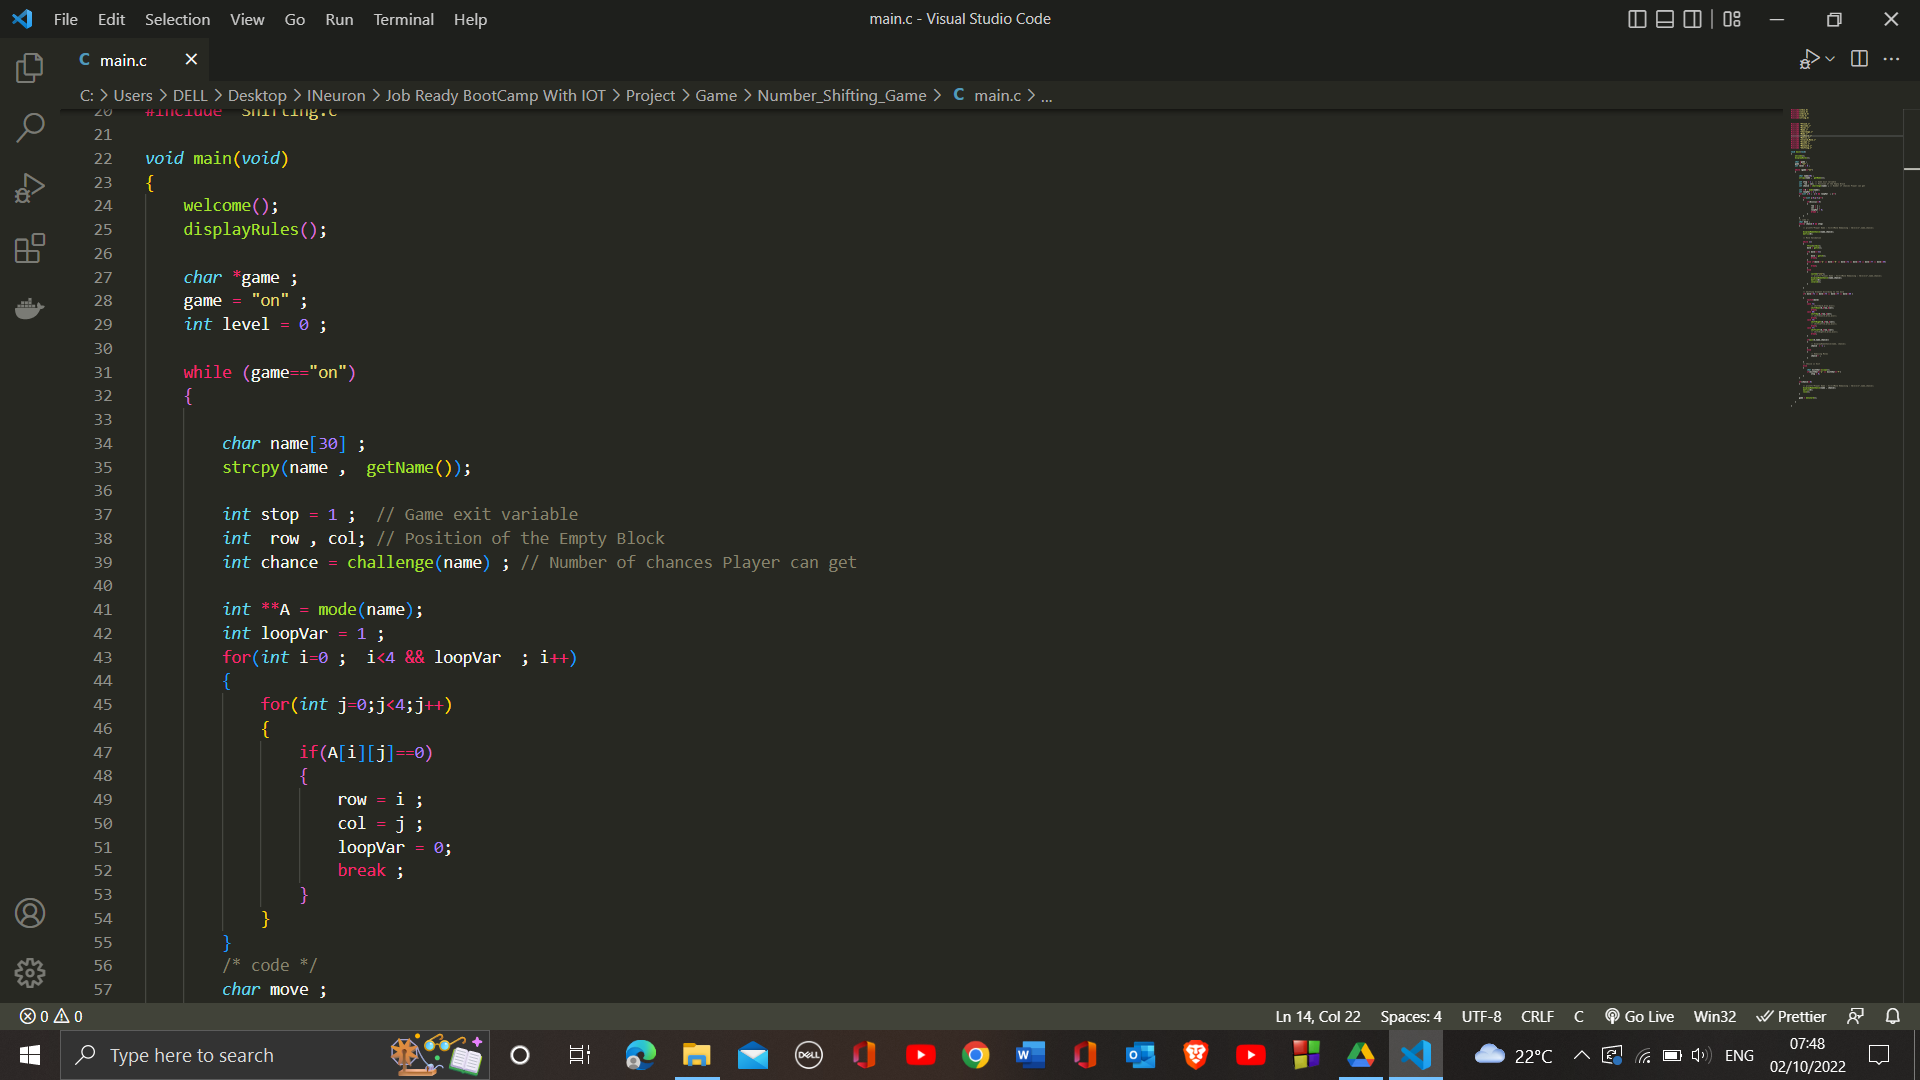 File Edit Selection View Go Run Terminal Help
main.c - Visual Studio Code
C main.c
C: > Users > DELL > Desktop > INeuron > Job Ready BootCamp With IOT > Project > Game > Number_Shifting_Game > C main.c > ...
20 #include "Shifting.c"
21
22 void main(void)
23 {
24 welcome();
25 displayRules();
26
27 char *game ;
28 game = "on" ;
29 int level = 0 ;
30
31 while (game=="on")
32 {
33
34 char name[30] ;
35 strcpy(name ,  getName());
36
37 int stop = 1 ;  // Game exit variable
38 int  row , col; // Position of the Empty Block
39 int chance = challenge(name) ; // Number of chances Player can get
40
41 int **A = mode(name);
42 int loopVar = 1 ;
43 for(int i=0 ;  i<4 && loopVar  ; i++)
44 {
45 for(int j=0;j<4;j++)
46 {
47 if(A[i][j]==0)
48 {
49 row = i ;
50 col = j ;
51 loopVar = 0;
52 break ;
53 }
54 }
55 }
56 /* code */
57 char move ;
0 0
Ln 14, Col 22 Spaces: 4 UTF-8 CRLF C Go Live Win32 Prettier
Type here to search
DELL
22°C
ENG
07:48
02/10/2022